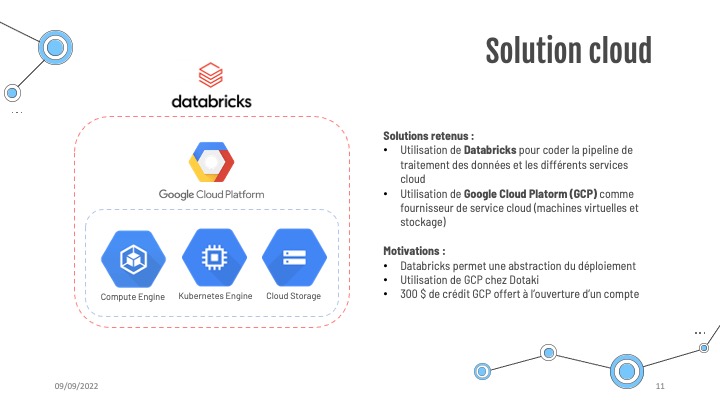 Solution cloud
databricks
Google Cloud Platform
Compute Engine
Kubernetes Engine
Cloud Storage
Solutions retenus :
• Utilisation de Databricks pour coder la pipeline de
traitement des données et les différents services
cloud
• Utilisation de Google Cloud Platorm (GCP) comme
fournisseur de service cloud (machines virtuelles et
stockage)
Motivations :
• Databricks permet une abstraction du déploiement
• Utilisation de GCP chez Dotaki
• 300 $ de crédit GCP offert à l'ouverture d'un compte
09/09/2022
11